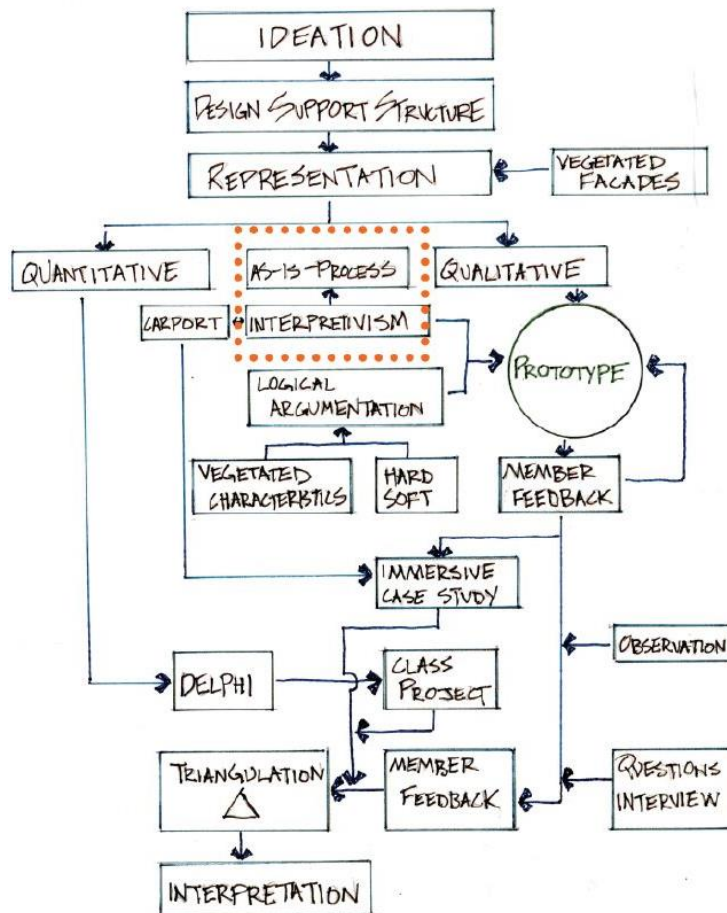 IDEATION
DESIGN SUPPORT STRUCTURE
REPRESENTATION
VEGETATED
FACADES
QUANTITATIVE
AS-IS-PROCESS
QUALITATIVE
CARPORT
INTERPRETIVISM
PROTOTYPE
LOGICAL
ARGUMENTATION
VEGETATED
CHARACTERISTICS
HARD
SOFT
MEMBER
FEEDBACK
IMMERSIVE
CASE STUDY
OBSERVATION
DELPHI
CLASS
PROJECT
TRIANGULATION
MEMBER
FEEDBACK
QUESTIONS
INTERVIEW
INTERPRETATION